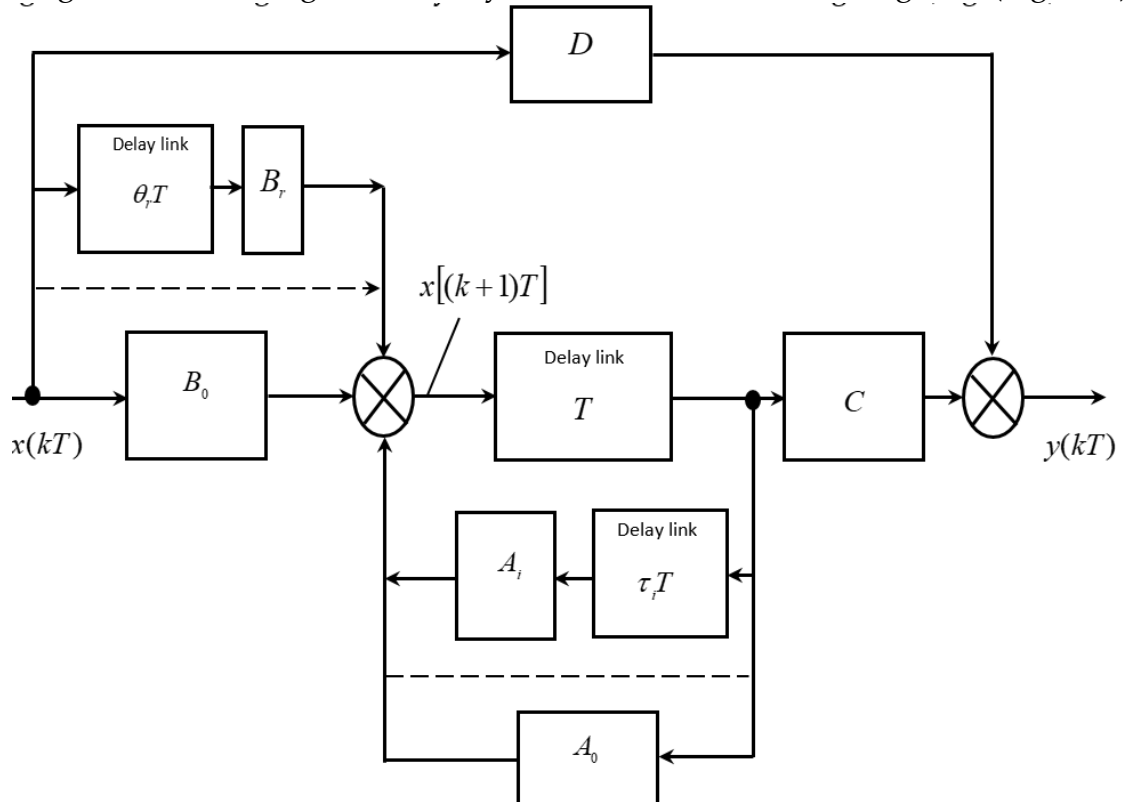 D
Delay link
θᵣT
Bᵣ
x[(k+1)T]
B₀
Delay link
T
C
x(kT)
y(kT)
Aᵢ
Delay link
τᵢT
A₀